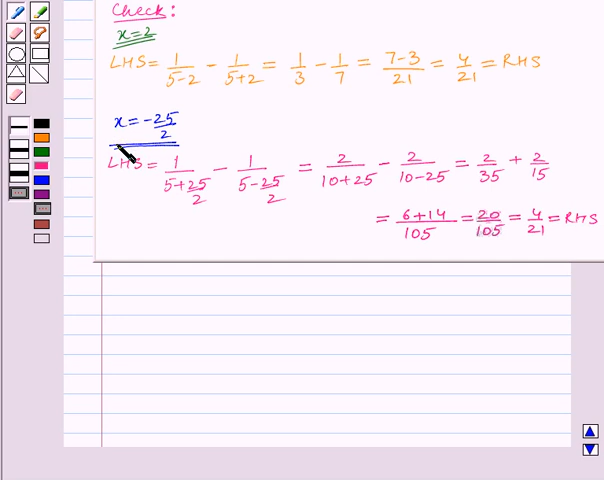 Check:
x=2
LHS = 1/(5-2) - 1/(5+2) = 1/3 - 1/7 = (7-3)/21 = 4/21 = RHS
x = -25/2
LHS = 1/(5+25/2) - 1/(5-25/2) = 2/(10+25) - 2/(10-25) = 2/35 + 2/15
= (6+14)/105 = 20/105 = 4/21 = RHS